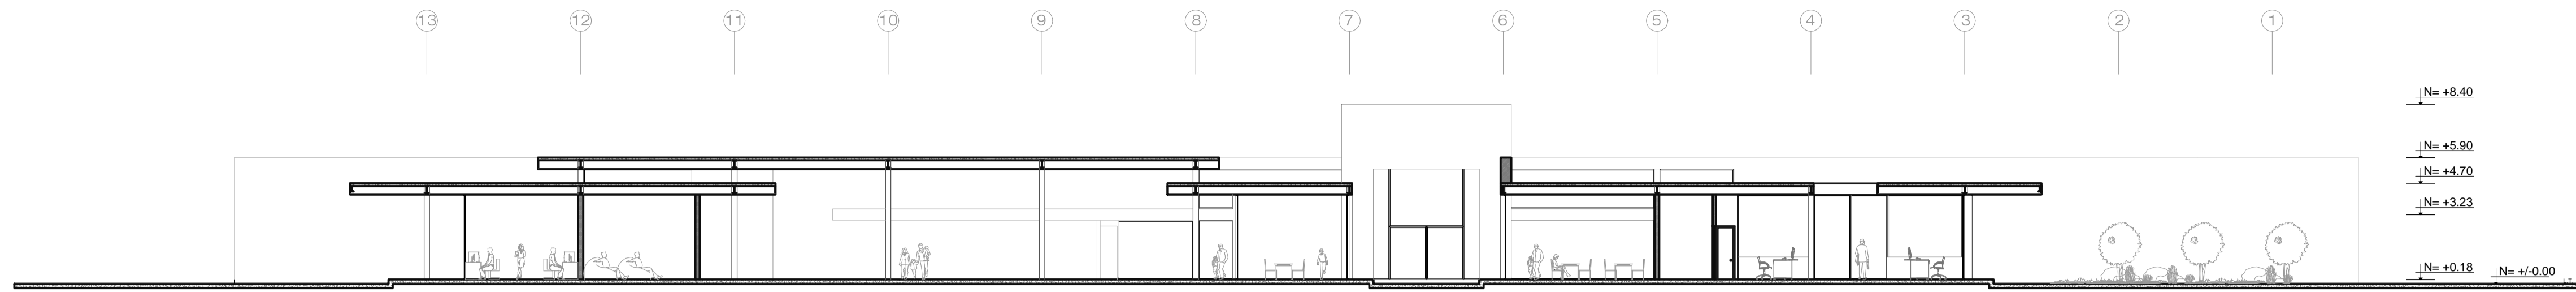 13 12 11 10 9 8 7 6 5 4 3 2 1
N= +8.40
N= +5.90
N= +4.70
N= +3.23
N= +0.18
N= +/-0.00